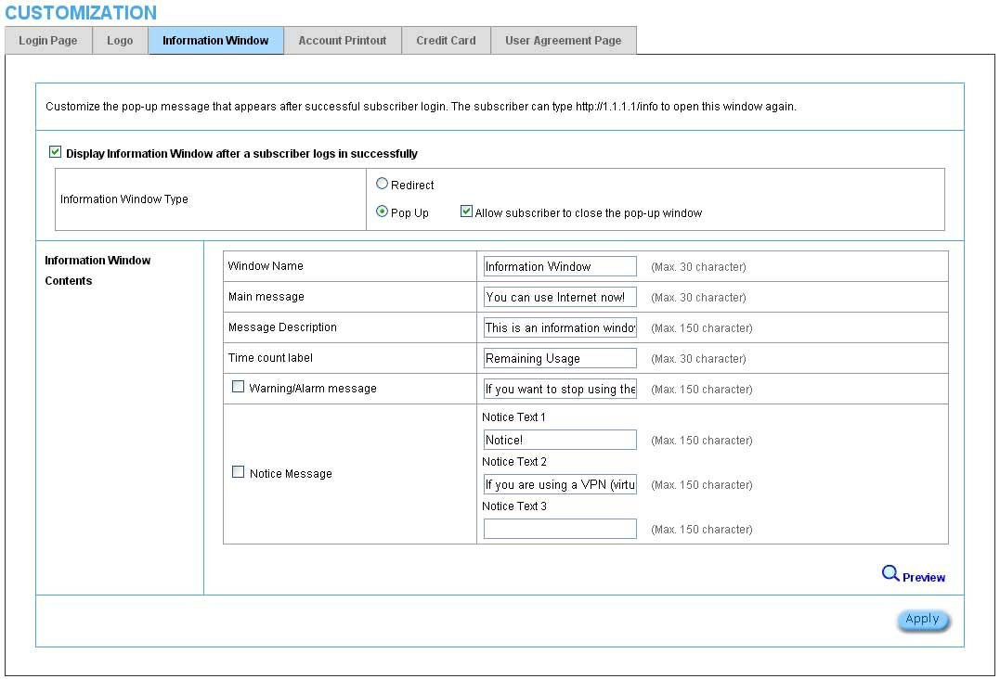 CUSTOMIZATION
Login Page Logo Information Window Account Printout Credit Card User Agreement Page
Customize the pop-up message that appears after successful subscriber login. The subscriber can type http://1.1.1.1/info to open this window again.
Display Information Window after a subscriber logs in successfully
Information Window Type
Redirect
Pop Up Allow subscriber to close the pop-up window
Information Window
Contents
Window Name Information Window (Max. 30 character)
Main message You can use Internet now! (Max. 30 character)
Message Description This is an information windo (Max. 150 character)
Time count label Remaining Usage (Max. 30 character)
Warning/Alarm message If you want to stop using the (Max. 150 character)
Notice Message
Notice Text 1
Notice! (Max. 150 character)
Notice Text 2
If you are using a VPN (virtu (Max. 150 character)
Notice Text 3
(Max. 150 character)
Preview
Apply